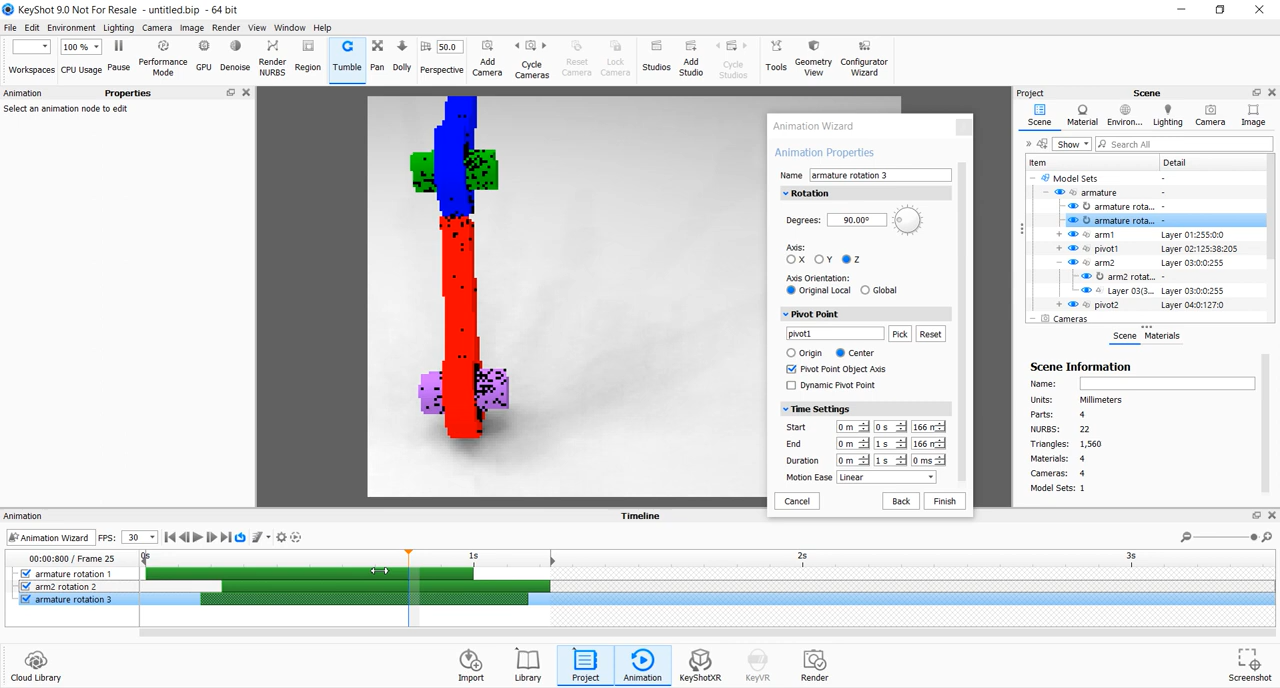 KeyShot 9.0 Not For Resale - untitled.bip - 64 bit
File Edit Environment Lighting Camera Image Render View Window Help
100 % 50.0
Workspaces CPU Usage Pause Performance Mode GPU Denoise Render NURBS Region Tumble Pan Dolly Perspective Add Camera Cycle Cameras Reset Camera Lock Camera Studios Add Studio Cycle Studios Tools Geometry View Configurator Wizard
Animation Properties
Select an animation node to edit
Animation Wizard
Animation Properties
Name armature rotation 3
Rotation
Degrees: 90.00°
Axis:
X Y Z
Axis Orientation:
Original Local Global
Pivot Point
pivot1 Pick Reset
Origin Center
Pivot Point Object Axis
Dynamic Pivot Point
Time Settings
Start 0 m 0 s 166 m
End 0 m 1 s 166 m
Duration 0 m 1 s 0 ms
Motion Ease Linear
Cancel Back Finish
Project Scene
Scene Material Environ... Lighting Camera Image
» Show Search All
Item Detail
Model Sets -
armature -
armature rota... -
armature rota... -
arm1 Layer 01:255:0:0
pivot1 Layer 02:125:38:205
arm2 Layer 03:0:0:255
arm2 rotat... -
Layer 03(3... Layer 03:0:0:255
pivot2 Layer 04:0:127:0
Cameras
Scene Materials
Scene Information
Name:
Units: Millimeters
Parts: 4
NURBS: 22
Triangles: 1,560
Materials: 4
Cameras: 4
Model Sets: 1
Animation Timeline
Animation Wizard FPS: 30
00:00:800 / Frame 25 0s 1s 2s 3s
armature rotation 1
arm2 rotation 2
armature rotation 3
Cloud Library Import Library Project Animation KeyShotXR KeyVR Render Screenshot